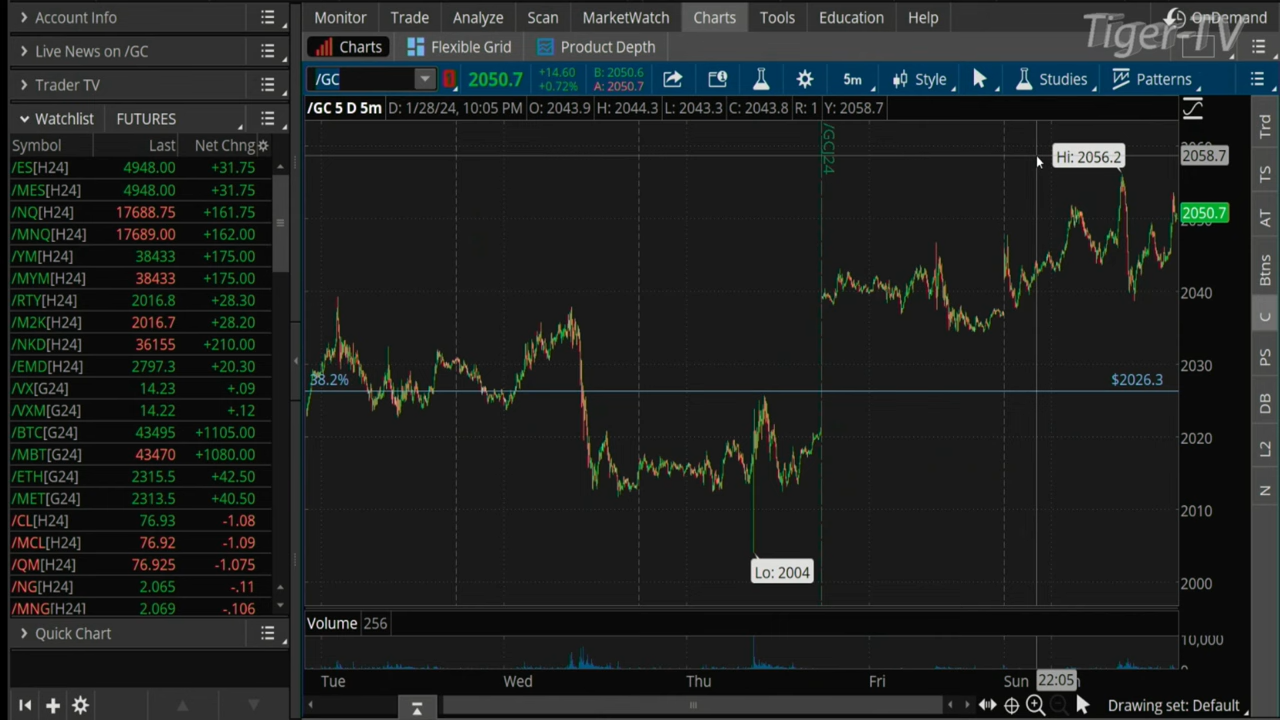 Account Info
Monitor Trade Analyze Scan MarketWatch Charts Tools Education Help OnDemand
Tiger-TV
Live News on /GC
Charts Flexible Grid Product Depth
Trader TV
/GC 2050.7 +14.60 +0.72% B: 2050.6 A: 2050.7 5m Style Studies Patterns
Watchlist FUTURES
/GC 5 D 5m D: 1/28/24, 10:05 PM O: 2043.9 H: 2044.3 L: 2043.3 C: 2043.8 R: 1 Y: 2058.7
Symbol Last Net Chng
/ES[H24] 4948.00 +31.75
/MES[H24] 4948.00 +31.75
/NQ[H24] 17688.75 +161.75
/MNQ[H24] 17689.00 +162.00
/YM[H24] 38433 +175.00
/MYM[H24] 38433 +175.00
/RTY[H24] 2016.8 +28.30
/M2K[H24] 2016.7 +28.20
/NKD[H24] 36155 +210.00
/EMD[H24] 2797.3 +20.30
/VX[G24] 14.23 +.09
/VXM[G24] 14.22 +.12
/BTC[G24] 43495 +1105.00
/MBT[G24] 43470 +1080.00
/ETH[G24] 2315.5 +42.50
/MET[G24] 2313.5 +40.50
/CL[H24] 76.93 -1.08
/MCL[H24] 76.92 -1.09
/QM[H24] 76.925 -1.075
/NG[H24] 2.065 -.11
/MNG[H24] 2.069 -.106
Quick Chart
/GCJ24
Hi: 2056.2
2058.7
2050.7
2040
2030
38.2% $2026.3
2020
2010
Lo: 2004
2000
Volume 256
10,000
Tue Wed Thu Fri Sun 22:05
Drawing set: Default
Trd
TS
AT
Btns
C
PS
DB
L2
N